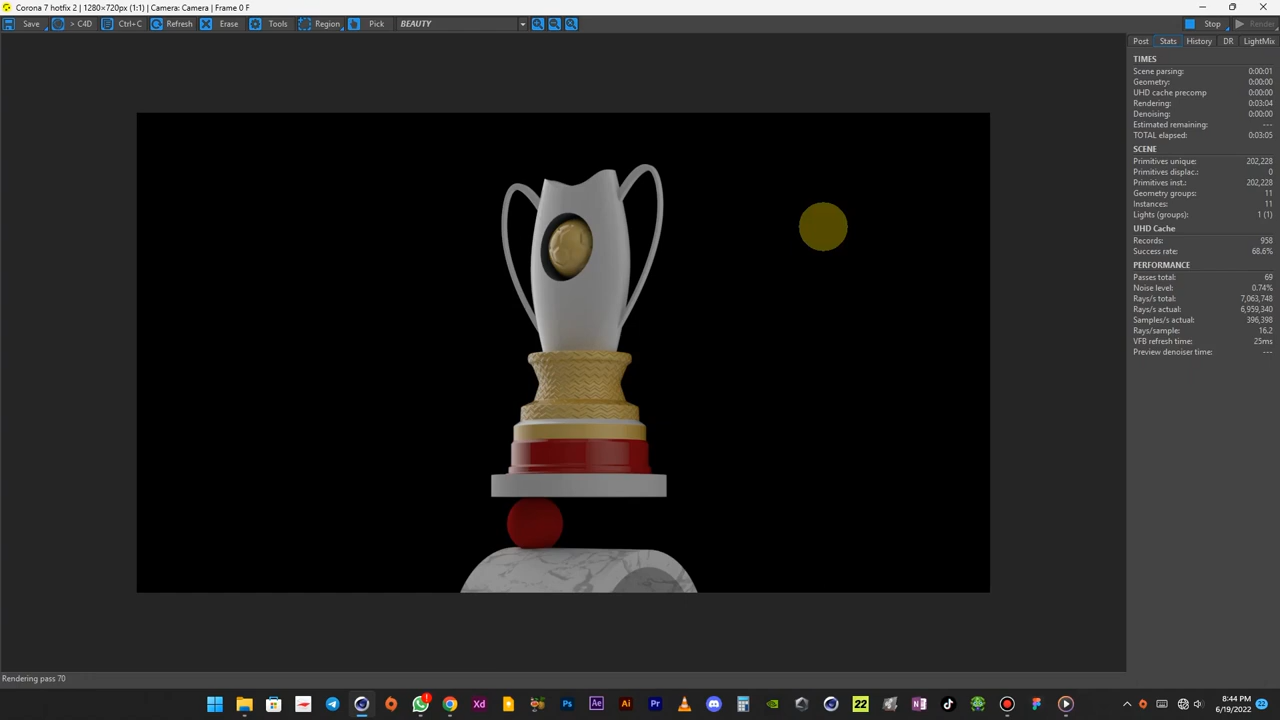 Corona 7 hotfix 2 | 1280×720px (1:1) | Camera: Camera | Frame 0 F
Save > C4D Ctrl+C Refresh Erase Tools Region Pick BEAUTY Stop Render
Post Stats History DR LightMix
TIMES
Scene parsing: 0:00:01
Geometry: 0:00:00
UHD cache precomp 0:00:00
Rendering: 0:03:04
Denoising: 0:00:00
Estimated remaining: ---
TOTAL elapsed: 0:03:05
SCENE
Primitives unique: 202,228
Primitives displac.: 0
Primitives inst.: 202,228
Geometry groups: 11
Instances: 11
Lights (groups): 1 (1)
UHD Cache
Records: 958
Success rate: 68.6%
PERFORMANCE
Passes total: 69
Noise level: 0.74%
Rays/s total: 7,063,748
Rays/s actual: 6,959,340
Samples/s actual: 396,398
Rays/sample: 16.2
VFB refresh time: 25ms
Preview denoiser time: ---
Rendering pass 70
Xd Ps Ae Ai Pr 22 N
8:44 PM
6/19/2022